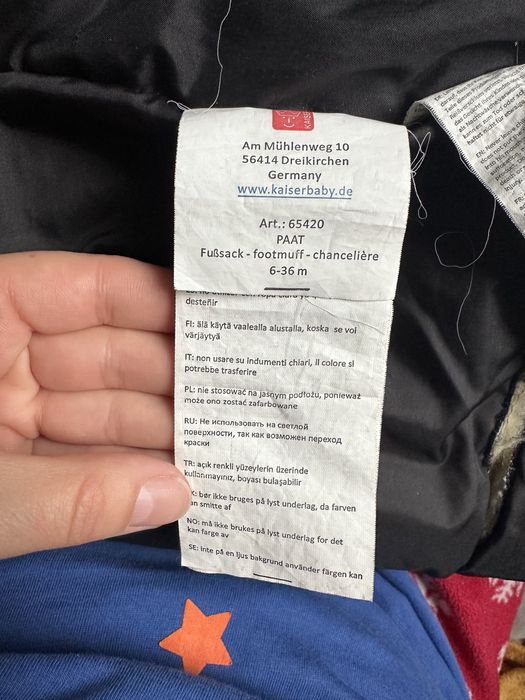 KAISER
Am Mühlenweg 10
56414 Dreikirchen
Germany
www.kaiserbaby.de
Art.: 65420
PAAT
Fußsack - footmuff - chancelière
6-36 m
desteñir
FI: älä käytä vaalealla alustalla, koska se voi
värjäytyä
IT: non usare su indumenti chiari, il colore si
potrebbe trasferire
PL: nie stosować na jasnym podłożu, ponieważ
może ono zostać zafarbowane
RU: Не использовать на светлой
поверхности, так как возможен переход
краски
TR: açık renkli yüzeylerin üzerinde
kullanmayınız, boyası bulaşabilir
K: bør ikke bruges på lyst underlag, da farven
an smitte af
NO: må ikke brukes på lyst underlag for det
kan farge av
SE: Inte på en ljus bakgrund använder färgen kan